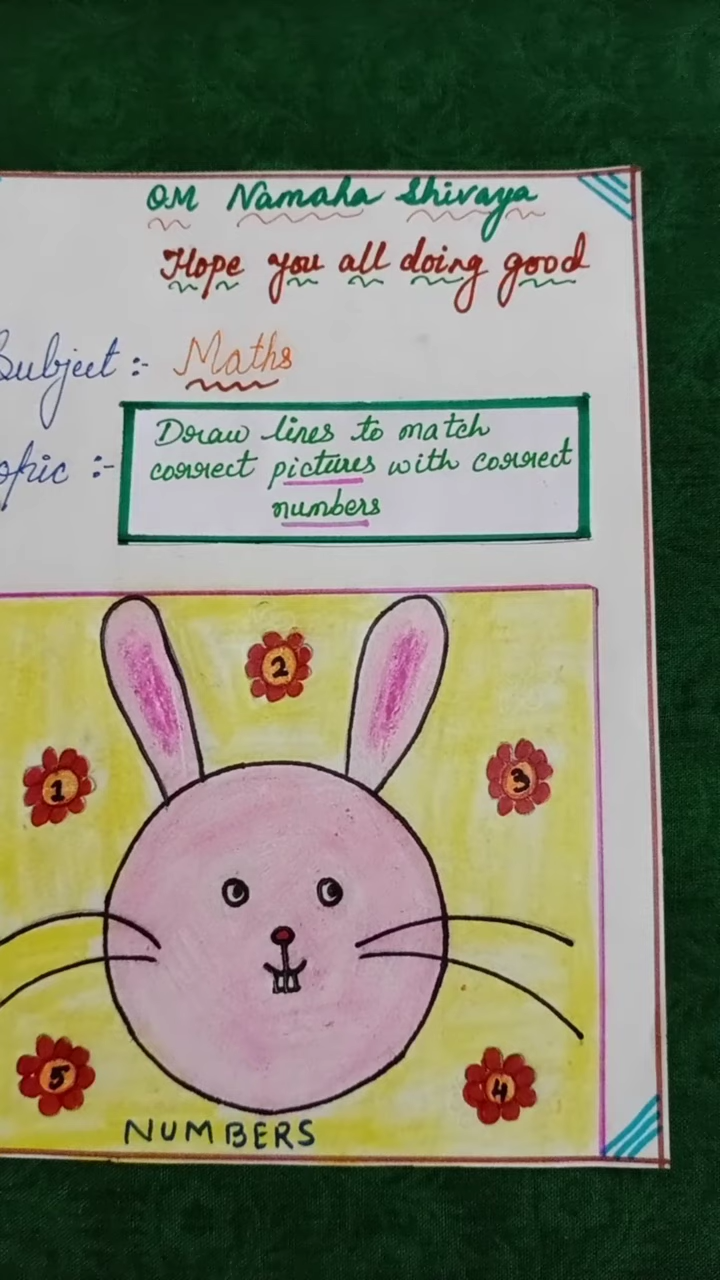 OM Namaha Shivaya
Hope you all doing good
Subject :- Maths
:-
Draw lines to match
correct pictures with correct
numbers
2
1
3
5
4
NUMBERS